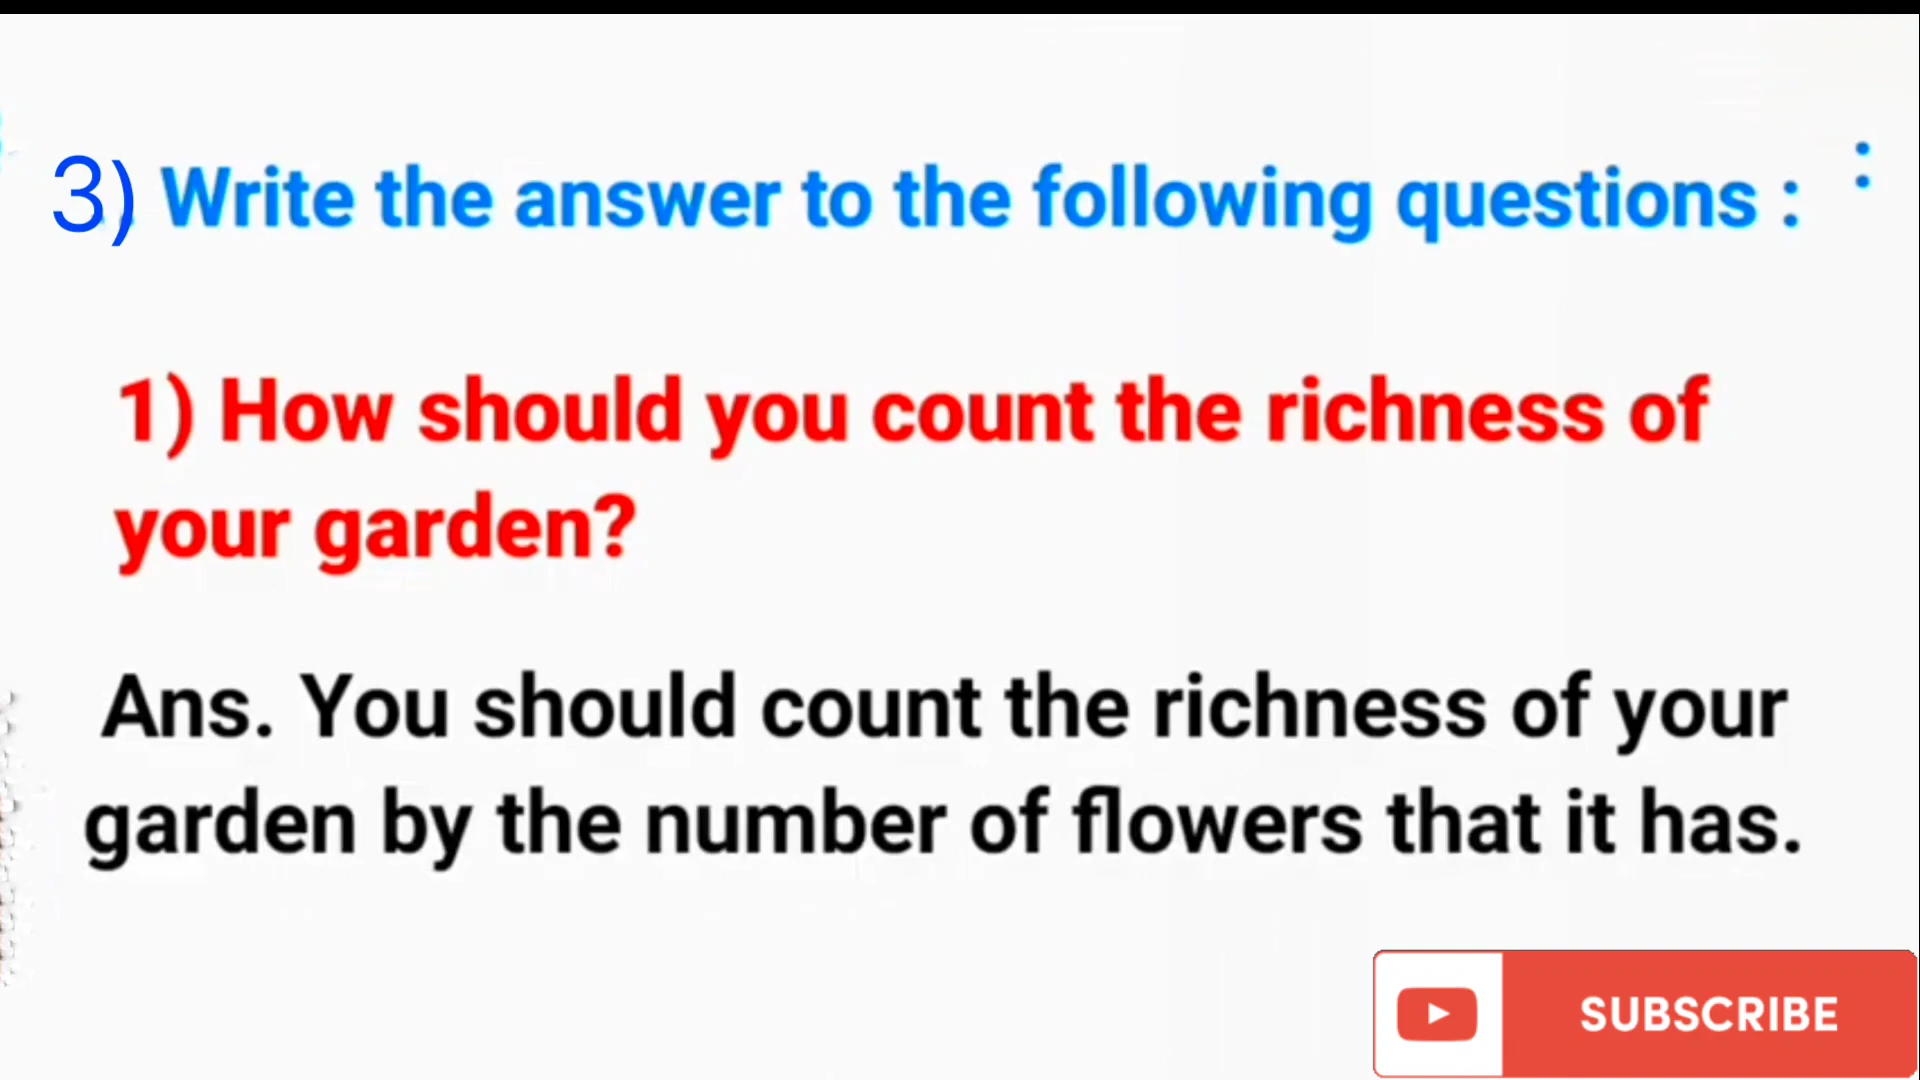 3) Write the answer to the following questions : :
1) How should you count the richness of
your garden?
Ans. You should count the richness of your
garden by the number of flowers that it has.
SUBSCRIBE